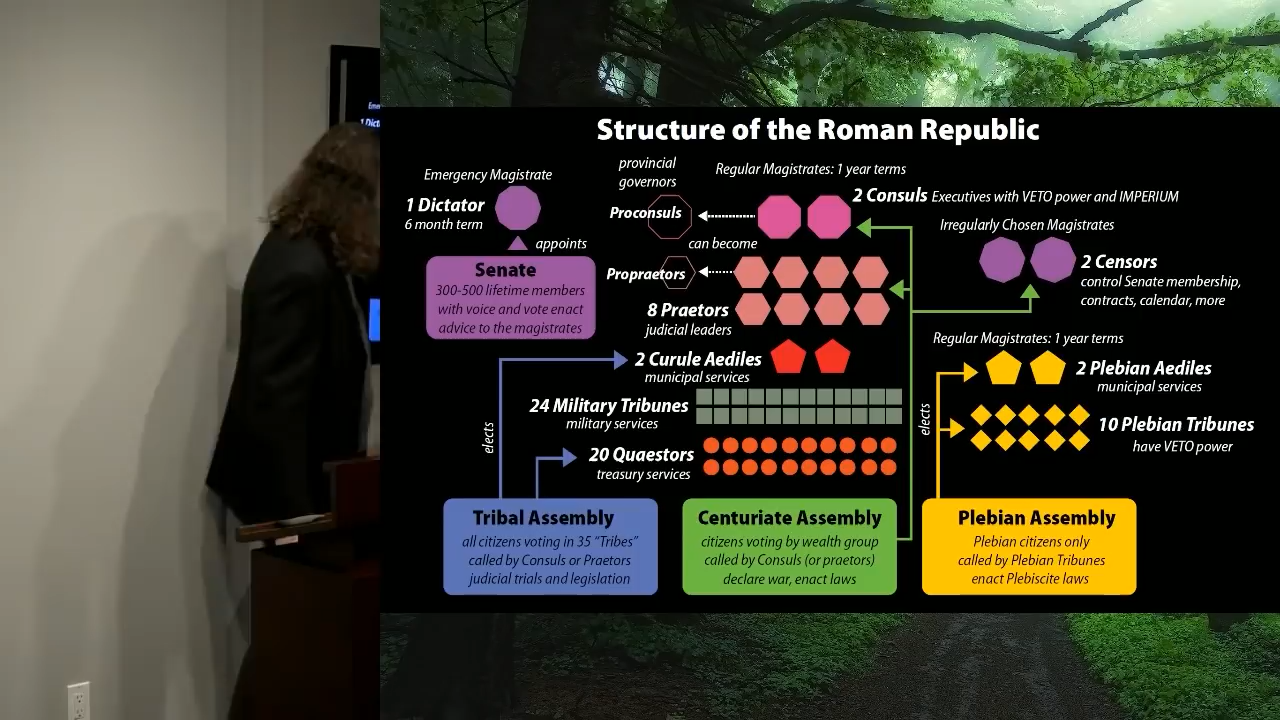 Structure of the Roman Republic
Emergency Magistrate
1 Dictator
6 month term
appoints
Senate
300-500 lifetime members
with voice and vote enact
advice to the magistrates
provincial
governors
Proconsuls
can become
Propraetors
Regular Magistrates: 1 year terms
2 Consuls Executives with VETO power and IMPERIUM
8 Praetors
judicial leaders
2 Curule Aediles
municipal services
24 Military Tribunes
military services
20 Quaestors
treasury services
Irregularly Chosen Magistrates
2 Censors
control Senate membership,
contracts, calendar, more
Regular Magistrates: 1 year terms
2 Plebian Aediles
municipal services
10 Plebian Tribunes
have VETO power
elects
elects
Tribal Assembly
all citizens voting in 35 "Tribes"
called by Consuls or Praetors
judicial trials and legislation
Centuriate Assembly
citizens voting by wealth group
called by Consuls (or praetors)
declare war, enact laws
Plebian Assembly
Plebian citizens only
called by Plebian Tribunes
enact Plebiscite laws